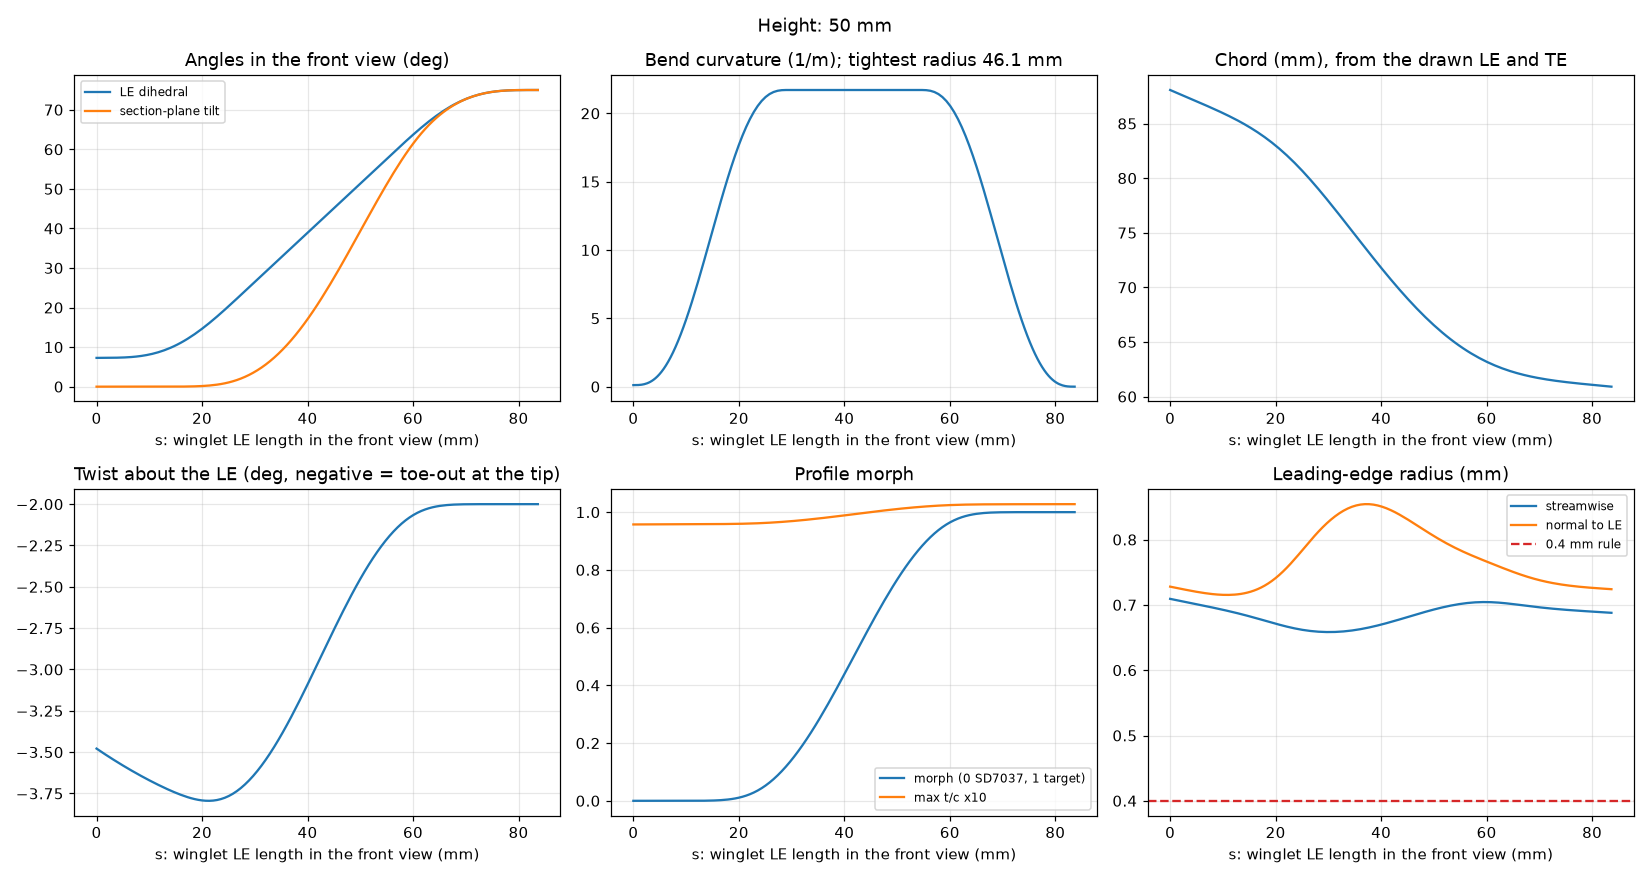 Height: 50 mm
Angles in the front view (deg)
LE dihedral
section-plane tilt
70
60
50
40
30
20
10
0
0 20 40 60 80
s: winglet LE length in the front view (mm)
Bend curvature (1/m); tightest radius 46.1 mm
20
15
10
5
0
0 20 40 60 80
s: winglet LE length in the front view (mm)
Chord (mm), from the drawn LE and TE
85
80
75
70
65
60
0 20 40 60 80
s: winglet LE length in the front view (mm)
Twist about the LE (deg, negative = toe-out at the tip)
−2.00
−2.25
−2.50
−2.75
−3.00
−3.25
−3.50
−3.75
0 20 40 60 80
s: winglet LE length in the front view (mm)
Profile morph
1.0
0.8
0.6
0.4
0.2
0.0
morph (0 SD7037, 1 target)
max t/c x10
0 20 40 60 80
s: winglet LE length in the front view (mm)
Leading-edge radius (mm)
streamwise
normal to LE
0.4 mm rule
0.8
0.7
0.6
0.5
0.4
0 20 40 60 80
s: winglet LE length in the front view (mm)